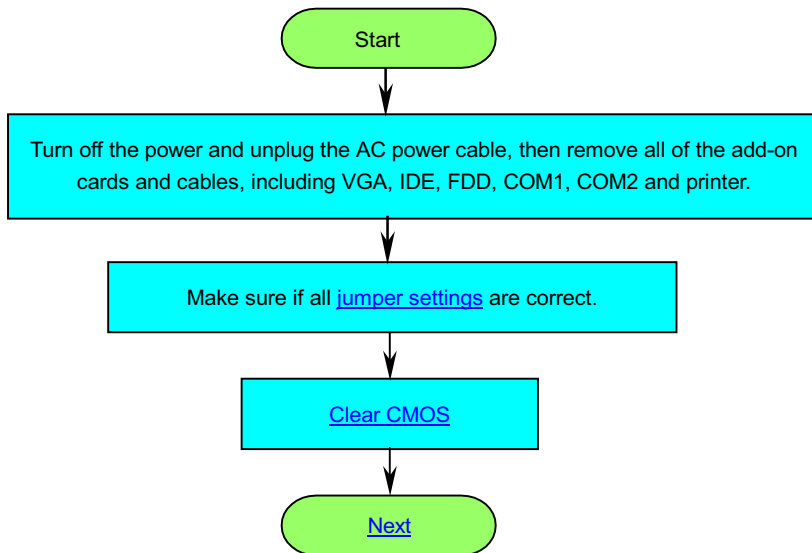 Start
Turn off the power and unplug the AC power cable, then remove all of the add-on
cards and cables, including VGA, IDE, FDD, COM1, COM2 and printer.
Make sure if all jumper settings are correct.
Clear CMOS
Next